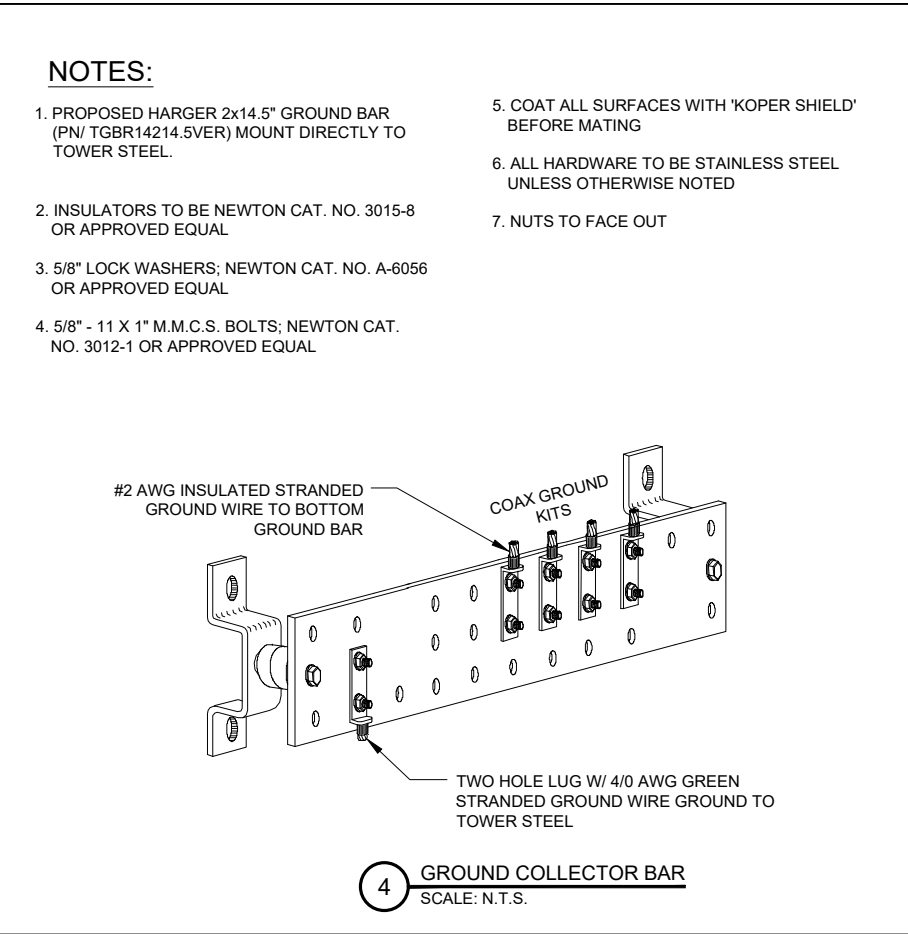 NOTES:
1. PROPOSED HARGER 2x14.5" GROUND BAR
(PN/ TGBR14214.5VER) MOUNT DIRECTLY TO
TOWER STEEL.
2. INSULATORS TO BE NEWTON CAT. NO. 3015-8
OR APPROVED EQUAL
3. 5/8" LOCK WASHERS; NEWTON CAT. NO. A-6056
OR APPROVED EQUAL
4. 5/8" - 11 X 1" M.M.C.S. BOLTS; NEWTON CAT.
NO. 3012-1 OR APPROVED EQUAL
5. COAT ALL SURFACES WITH 'KOPER SHIELD'
BEFORE MATING
6. ALL HARDWARE TO BE STAINLESS STEEL
UNLESS OTHERWISE NOTED
7. NUTS TO FACE OUT
#2 AWG INSULATED STRANDED
GROUND WIRE TO BOTTOM
GROUND BAR
COAX GROUND
KITS
TWO HOLE LUG W/ 4/0 AWG GREEN
STRANDED GROUND WIRE GROUND TO
TOWER STEEL
4
GROUND COLLECTOR BAR
SCALE: N.T.S.